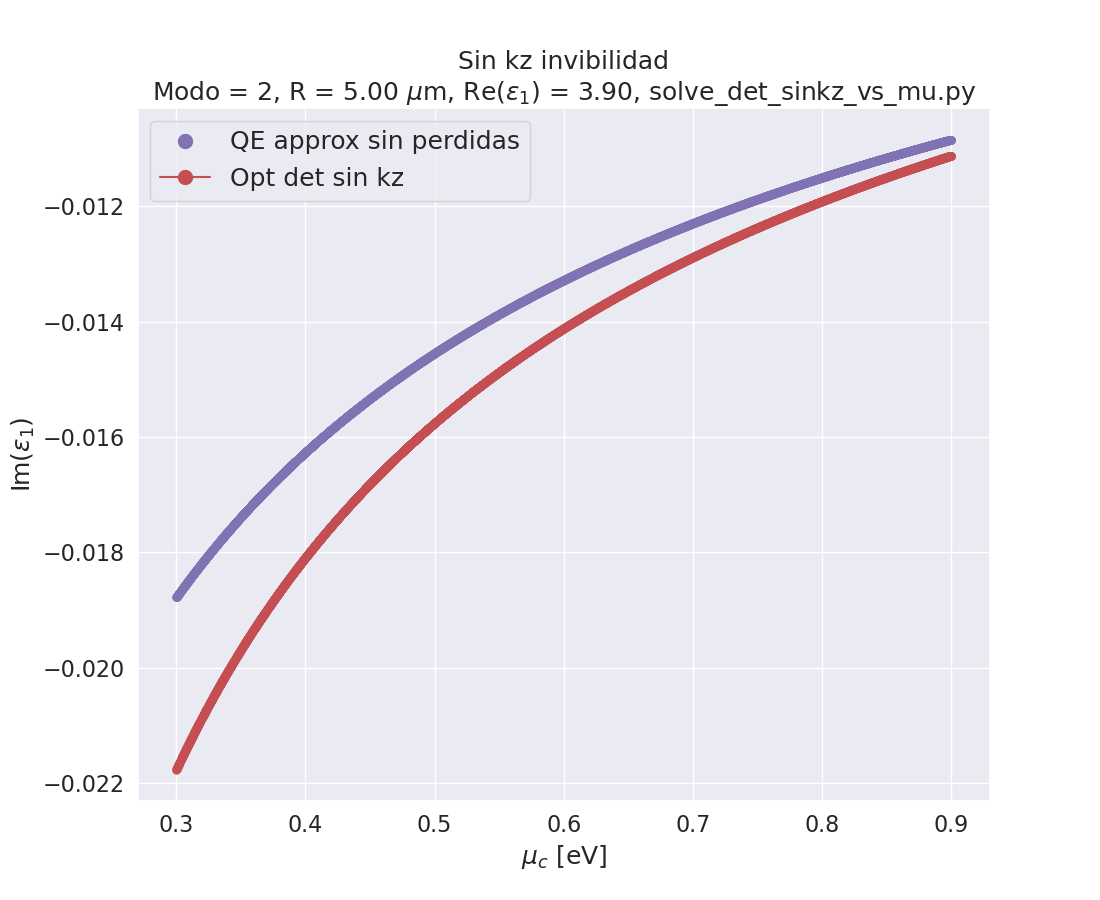 Sin kz invibilidad
Modo = 2, R = 5.00 μm, Re(ε₁) = 3.90, solve_det_sinkz_vs_mu.py
QE approx sin perdidas
Opt det sin kz
Im(ε₁)
−0.012
−0.014
−0.016
−0.018
−0.020
−0.022
0.3 0.4 0.5 0.6 0.7 0.8 0.9
μ_c [eV]